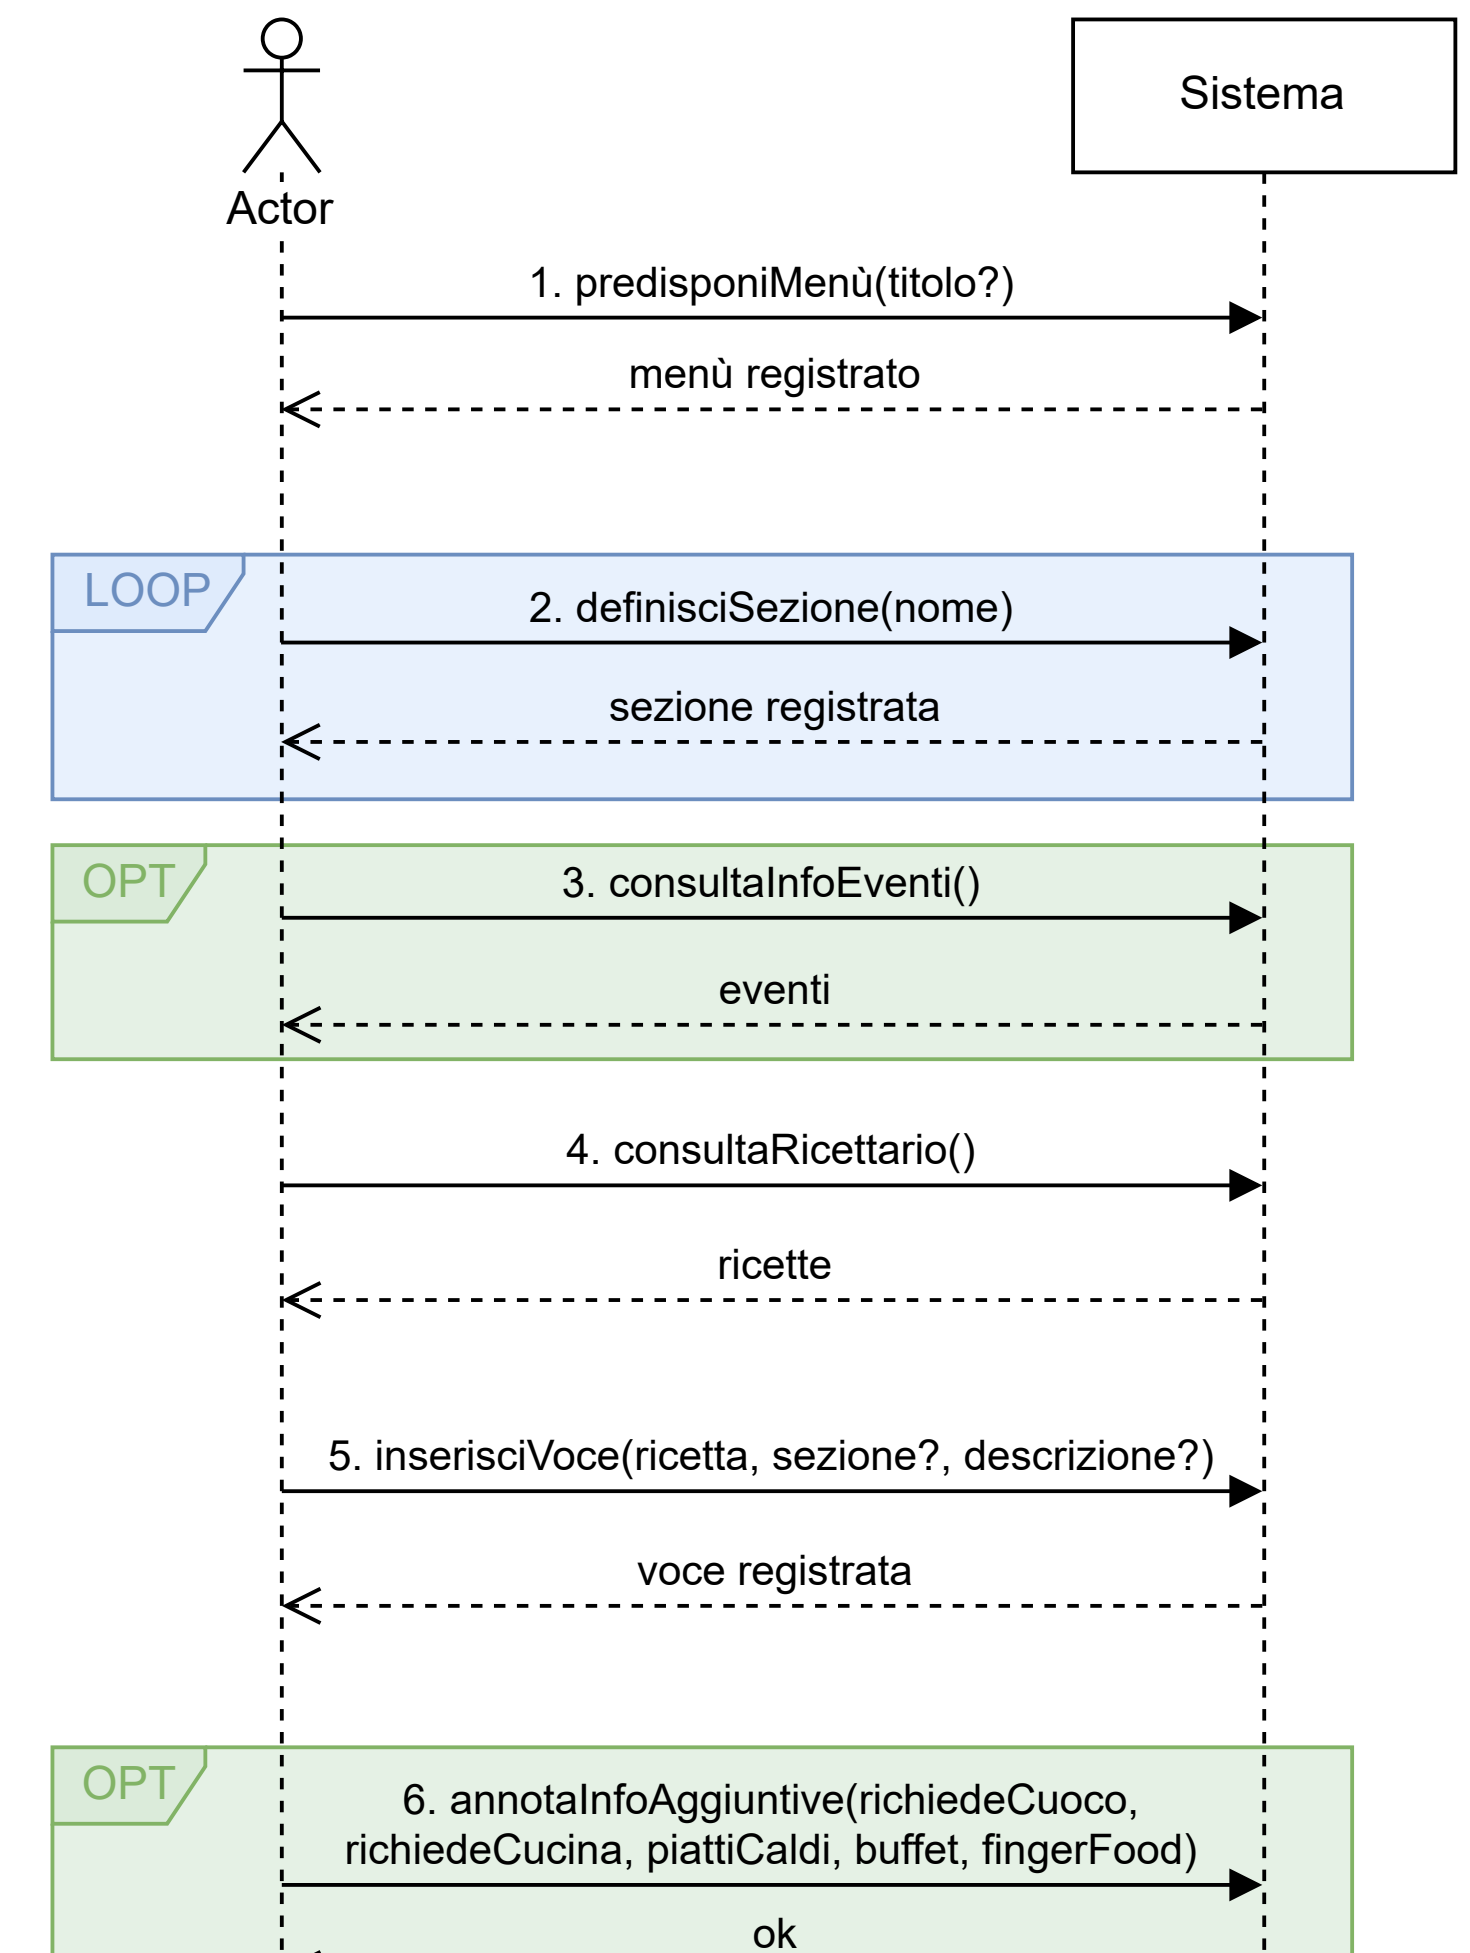 Sistema
Actor
1. predisponiMenù(titolo?)
menù registrato
LOOP
2. definisciSezione(nome)
sezione registrata
OPT
3. consultaInfoEventi()
eventi
4. consultaRicettario()
ricette
5. inserisciVoce(ricetta, sezione?, descrizione?)
voce registrata
OPT
6. annotaInfoAggiuntive(richiedeCuoco,
richiedeCucina, piattiCaldi, buffet, fingerFood)
ok